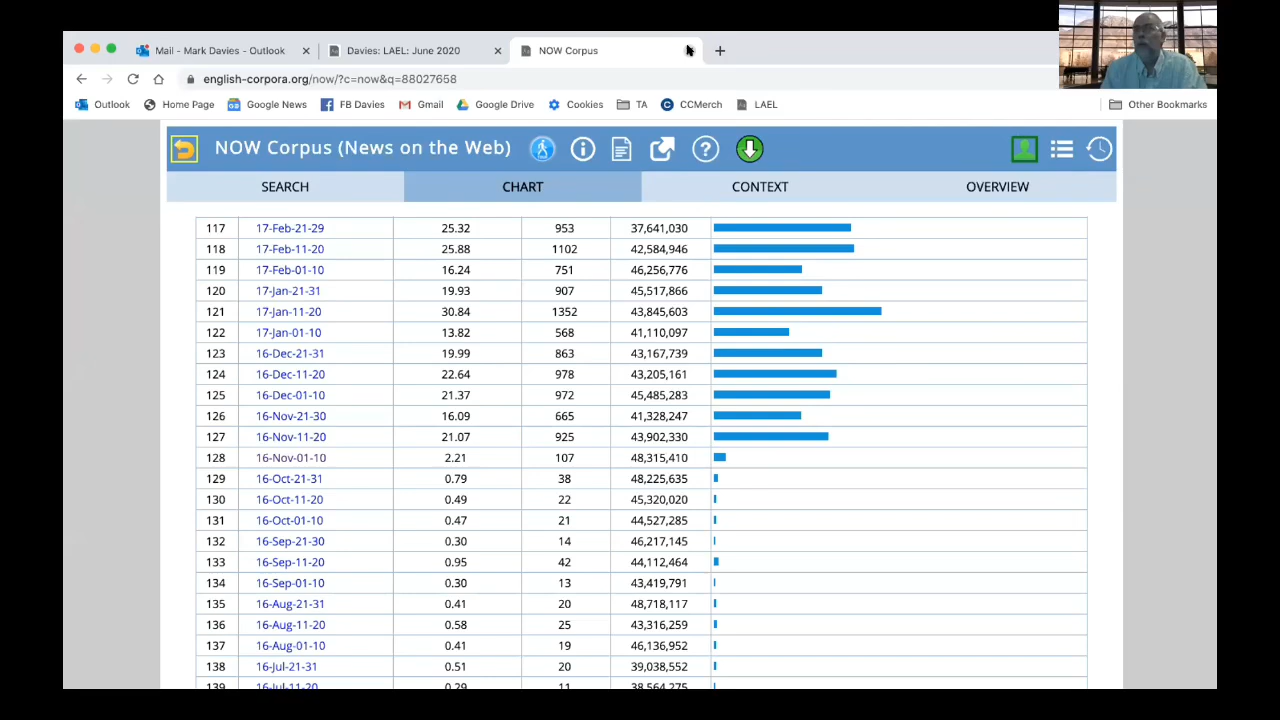 Mail - Mark Davies - Outlook Davies: LAEL: June 2020 NOW Corpus
english-corpora.org/now/?c=now&q=88027658
Outlook Home Page Google News FB Davies Gmail Google Drive Cookies TA CCMerch LAEL Other Bookmarks
NOW Corpus (News on the Web)
SEARCH CHART CONTEXT OVERVIEW
117 17-Feb-21-29 25.32 953 37,641,030
118 17-Feb-11-20 25.88 1102 42,584,946
119 17-Feb-01-10 16.24 751 46,256,776
120 17-Jan-21-31 19.93 907 45,517,866
121 17-Jan-11-20 30.84 1352 43,845,603
122 17-Jan-01-10 13.82 568 41,110,097
123 16-Dec-21-31 19.99 863 43,167,739
124 16-Dec-11-20 22.64 978 43,205,161
125 16-Dec-01-10 21.37 972 45,485,283
126 16-Nov-21-30 16.09 665 41,328,247
127 16-Nov-11-20 21.07 925 43,902,330
128 16-Nov-01-10 2.21 107 48,315,410
129 16-Oct-21-31 0.79 38 48,225,635
130 16-Oct-11-20 0.49 22 45,320,020
131 16-Oct-01-10 0.47 21 44,527,285
132 16-Sep-21-30 0.30 14 46,217,145
133 16-Sep-11-20 0.95 42 44,112,464
134 16-Sep-01-10 0.30 13 43,419,791
135 16-Aug-21-31 0.41 20 48,718,117
136 16-Aug-11-20 0.58 25 43,316,259
137 16-Aug-01-10 0.41 19 46,136,952
138 16-Jul-21-31 0.51 20 39,038,552
139 16-Jul-11-20 0.29 11 38,564,275